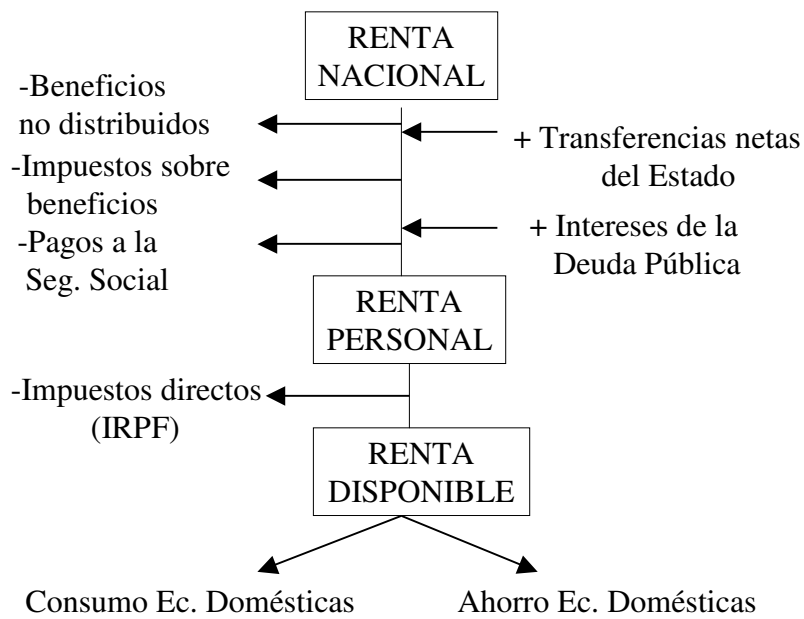 RENTA
NACIONAL
-Beneficios
no distribuidos
+ Transferencias netas
del Estado
-Impuestos sobre
beneficios
+ Intereses de la
Deuda Pública
-Pagos a la
Seg. Social
RENTA
PERSONAL
-Impuestos directos
(IRPF)
RENTA
DISPONIBLE
Consumo Ec. Domésticas
Ahorro Ec. Domésticas